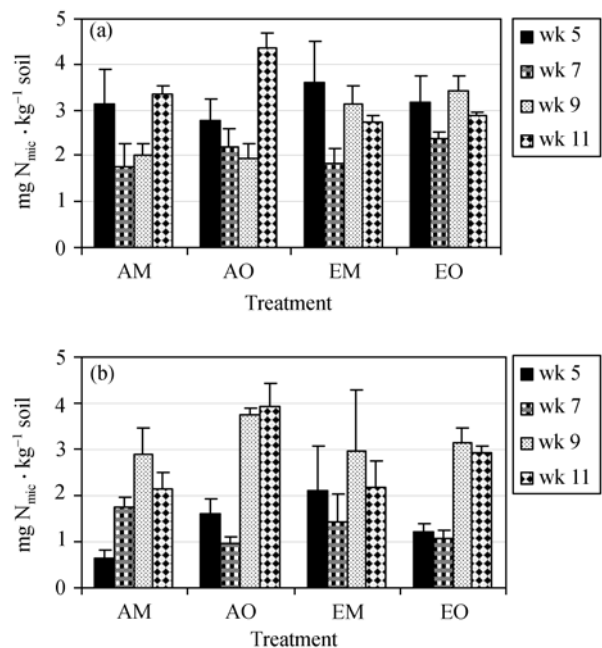 (a)
mg N_mic · kg⁻¹ soil
5
4
3
2
1
0
AM AO EM EO
Treatment
wk 5
wk 7
wk 9
wk 11
(b)
mg N_mic · kg⁻¹ soil
5
4
3
2
1
0
AM AO EM EO
Treatment
wk 5
wk 7
wk 9
wk 11